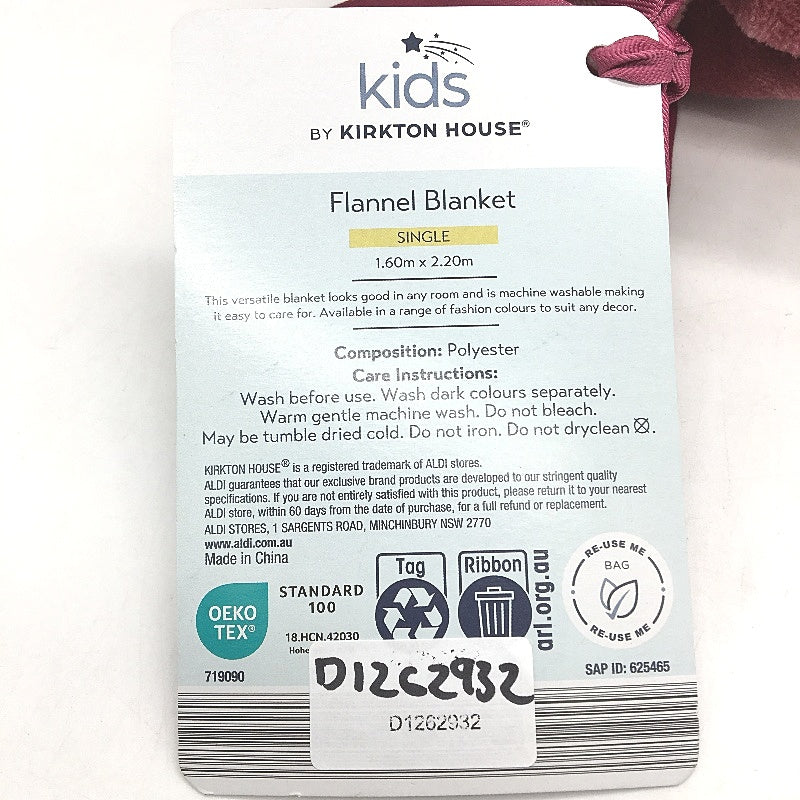 kids
BY KIRKTON HOUSE®
Flannel Blanket
SINGLE
1.60m x 2.20m
This versatile blanket looks good in any room and is machine washable making
it easy to care for. Available in a range of fashion colours to suit any decor.
Composition: Polyester
Care Instructions:
Wash before use. Wash dark colours separately.
Warm gentle machine wash. Do not bleach.
May be tumble dried cold. Do not iron. Do not dryclean.
KIRKTON HOUSE® is a registered trademark of ALDI stores.
ALDI guarantees that our exclusive brand products are developed to our stringent quality
specifications. If you are not entirely satisfied with this product, please return it to your nearest
ALDI store, within 60 days from the date of purchase, for a full refund or replacement.
ALDI STORES, 1 SARGENTS ROAD, MINCHINBURY NSW 2770
www.aldi.com.au
Made in China
OEKO
TEX®
STANDARD
100
18.HCN.42030
Tag
Ribbon
arl.org.au
RE-USE ME
BAG
RE-USE ME
719090
SAP ID: 625465
D1262932
D1262932